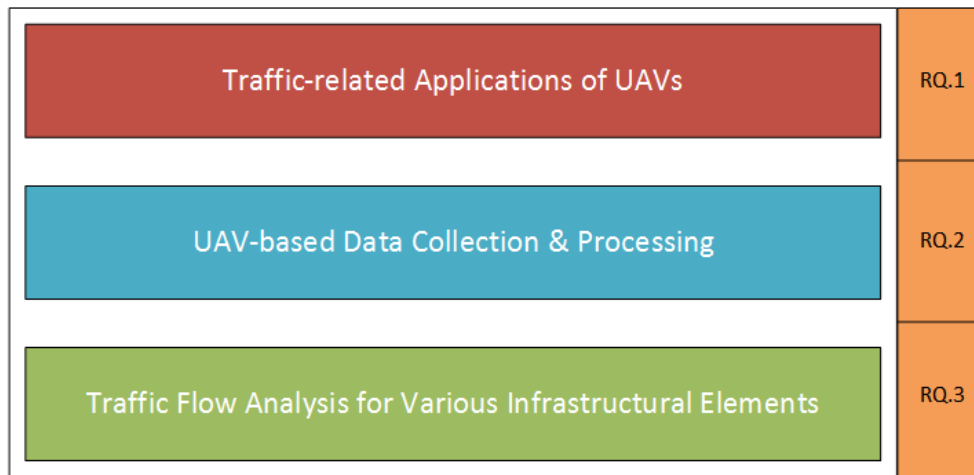 Traffic-related Applications of UAVs
RQ.1
UAV-based Data Collection & Processing
RQ.2
Traffic Flow Analysis for Various Infrastructural Elements
RQ.3